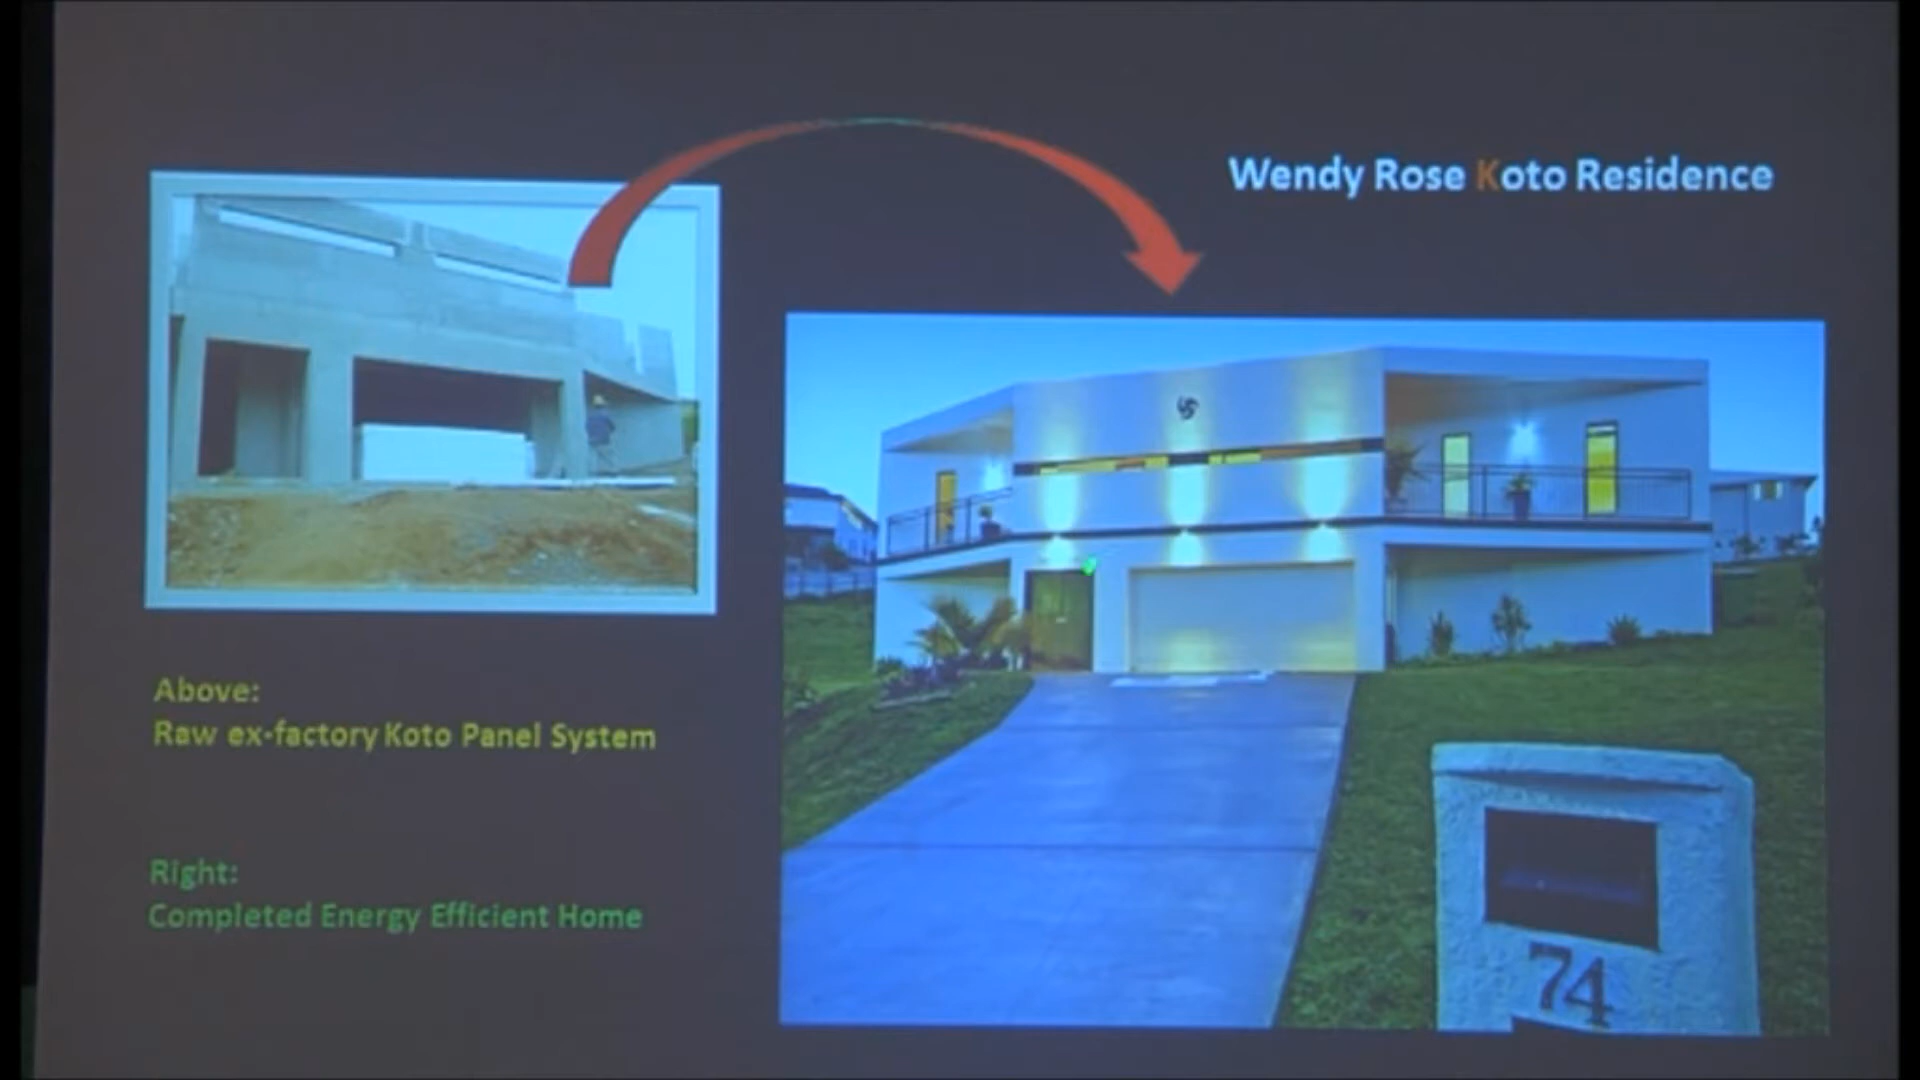 Wendy Rose Koto Residence
Above:
Raw ex-factory Koto Panel System
Right:
Completed Energy Efficient Home
74